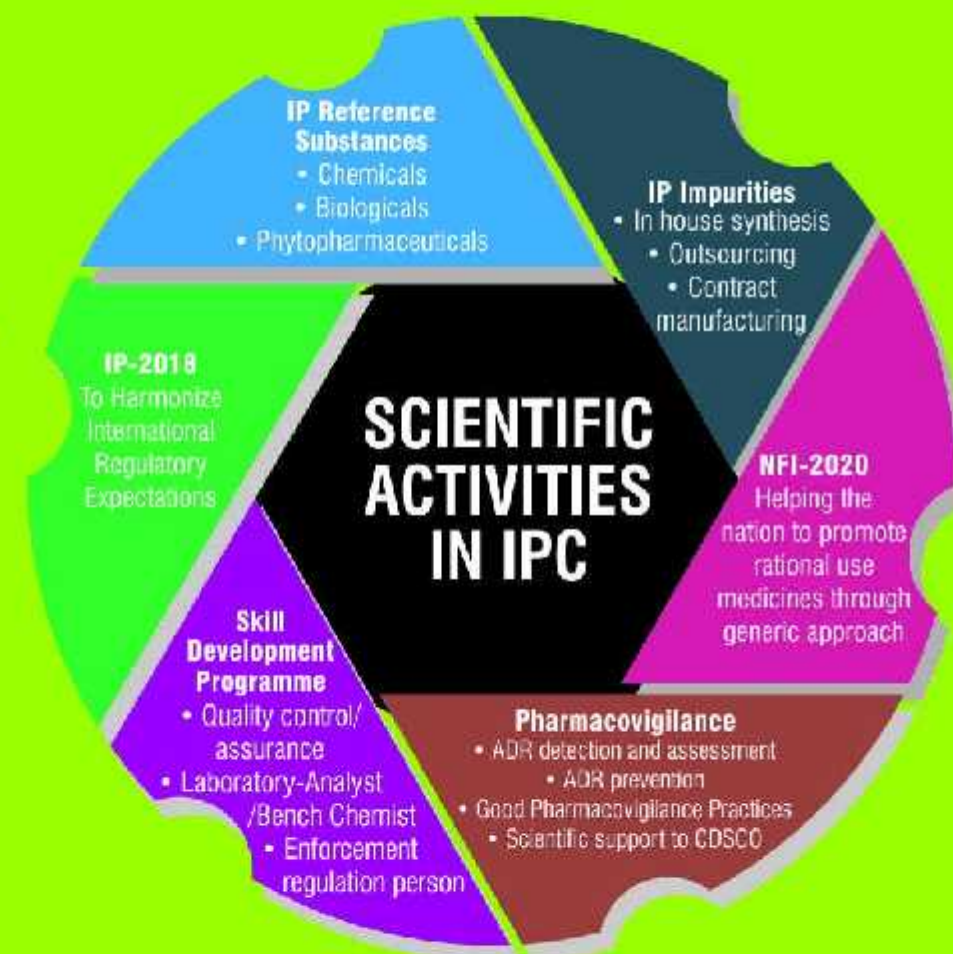 IP Reference
Substances
• Chemicals
• Biologicals
• Phytopharmaceuticals
IP Impurities
• In house synthesis
• Outsourcing
• Contract
manufacturing
NFI-2020
Helping the
nation to promote
rational use
medicines through
generic approach
Pharmacovigilance
• ADR detection and assessment
• ADR prevention
• Good Pharmacovigilance Practices
• Scientific support to CDSCO
Skill
Development
Programme
• Quality control/
assurance
• Laboratory-Analyst
/Bench Chemist
• Enforcement
regulation person
IP-2018
To Harmonize
International
Regulatory
Expectations
SCIENTIFIC
ACTIVITIES
IN IPC